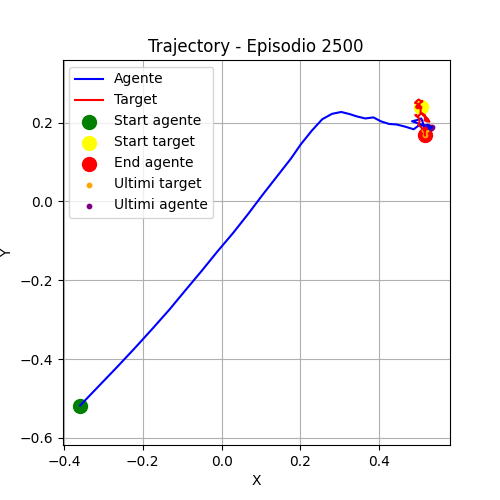 Trajectory - Episodio 2500
Agente
Target
Start agente
Start target
End agente
Ultimi target
Ultimi agente
0.2
0.0
−0.2
−0.4
−0.6
Y
−0.4
−0.2
0.0
0.2
0.4
X